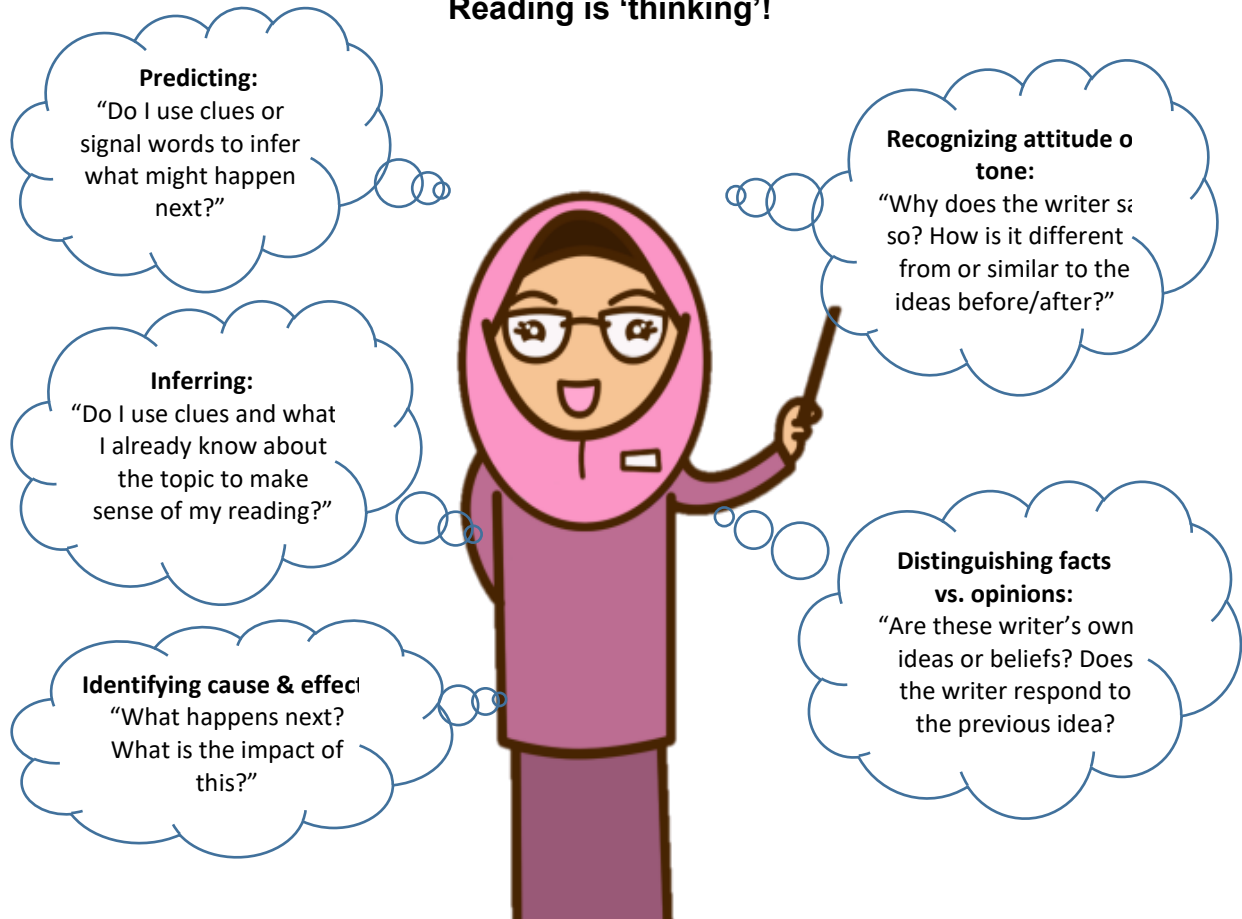 Reading is ‘thinking’!
Predicting:
“Do I use clues or
signal words to infer
what might happen
next?”
Inferring:
“Do I use clues and what
I already know about
the topic to make
sense of my reading?”
Identifying cause & effect
“What happens next?
What is the impact of
this?”
Recognizing attitude o
tone:
“Why does the writer sa
so? How is it different
from or similar to the
ideas before/after?”
Distinguishing facts
vs. opinions:
“Are these writer’s own
ideas or beliefs? Does
the writer respond to
the previous idea?